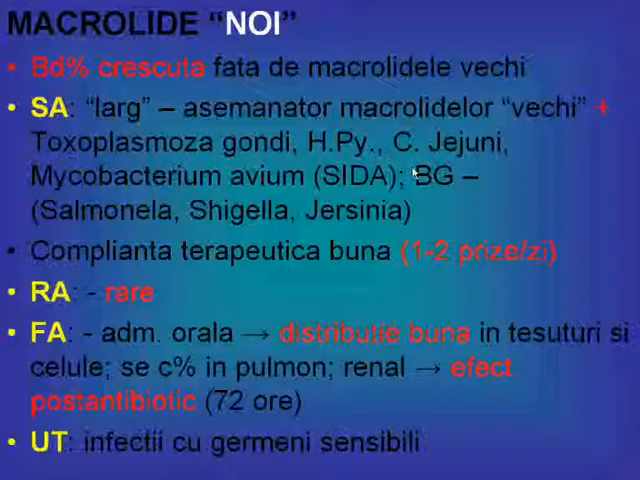 MACROLIDE “NOI”
• Bd% crescuta fata de macrolidele vechi
• SA: “larg” – asemanator macrolidelor “vechi” +
Toxoplasmoza gondi, H.Py., C. Jejuni,
Mycobacterium avium (SIDA); BG –
(Salmonela, Shigella, Jersinia)
• Complianta terapeutica buna (1-2 prize/zi)
• RA: - rare
• FA: - adm. orala → distributie buna in tesuturi si
celule; se c% in pulmon; renal → efect
postantibiotic (72 ore)
• UT: infectii cu germeni sensibili